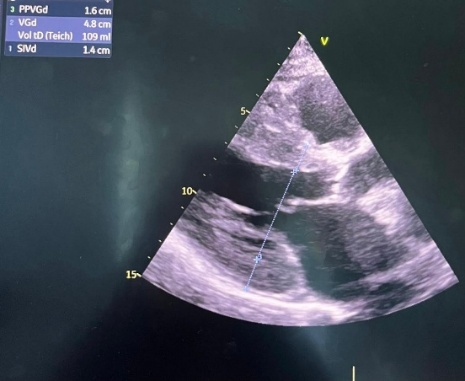 3 PPVGd 1.6 cm
2 VGd 4.8 cm
Vol tD (Teich) 109 ml
1 SIVd 1.4 cm
V
5
10
15